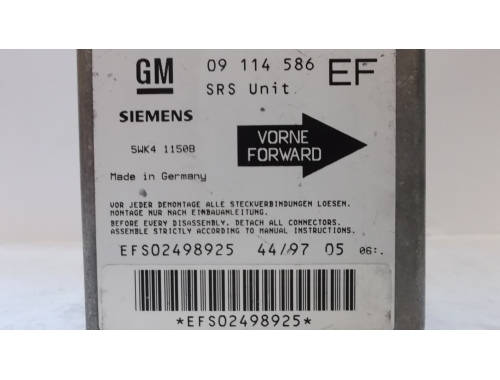 GM 09 114 586 EF
SRS Unit
SIEMENS
5WK4 1150B
VORNE
FORWARD
Made in Germany
VOR JEDER DEMONTAGE ALLE STECKVERBINDUNGEN LOESEN.
MONTAGE NUR NACH EINBAUANLEITUNG.
BEFORE EVERY DISASSEMBLY, DETACH ALL CONNECTORS.
ASSEMBLE STRICTLY ACCORDING TO MANUAL INSTRUCTIONS.
EFS02498925 44/97 05 06:.
*EFS02498925*